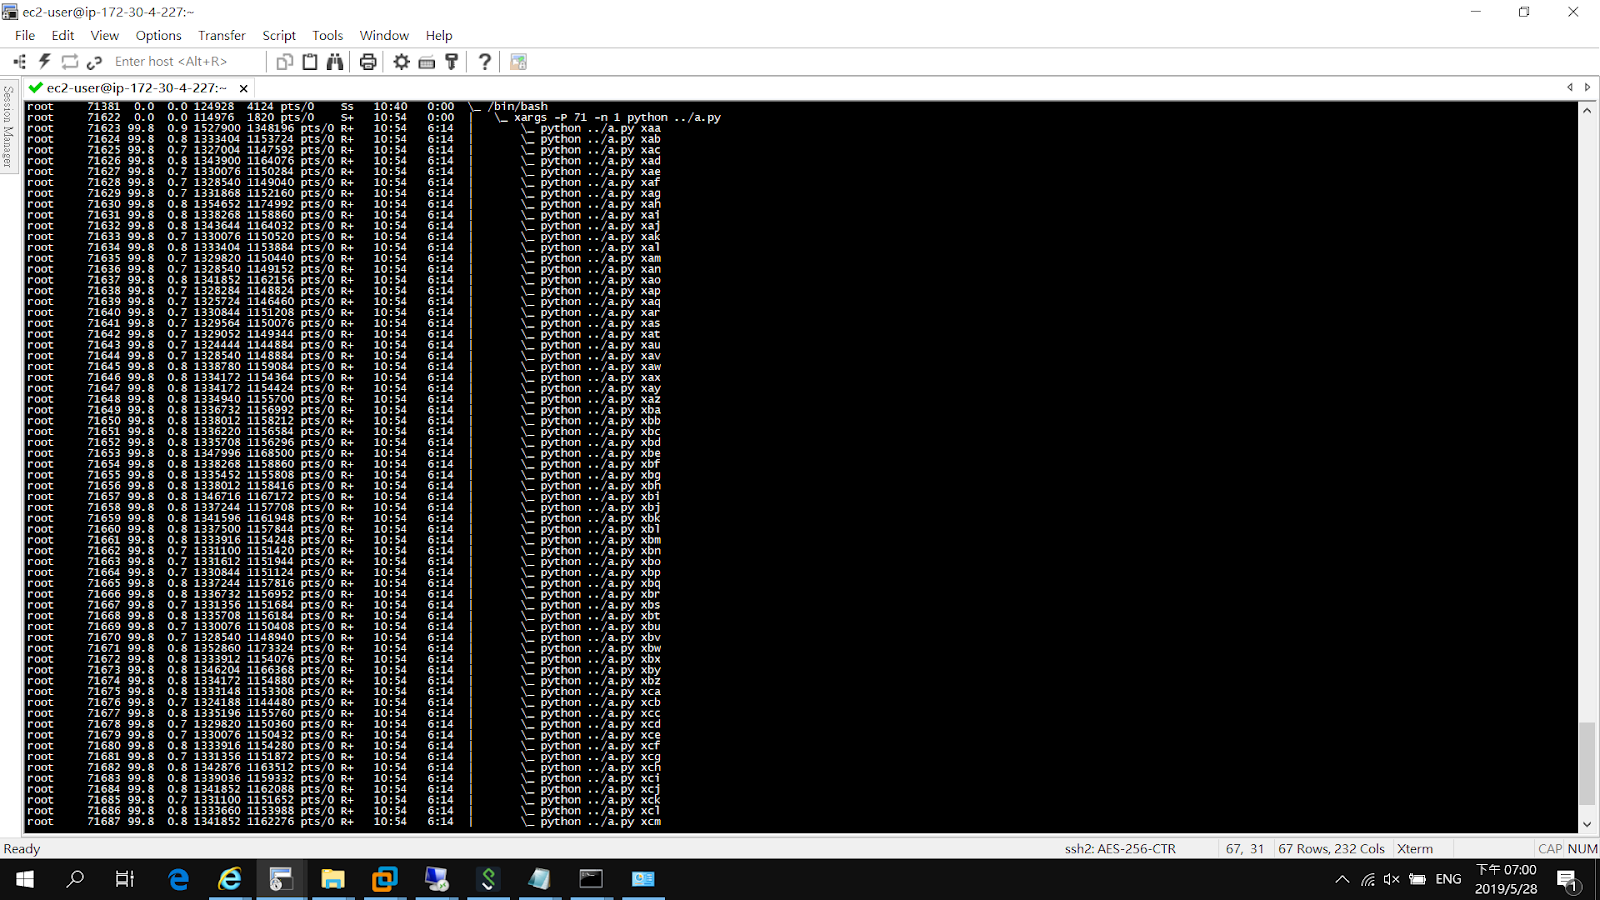 ec2-user@ip-172-30-4-227:~
File Edit View Options Transfer Script Tools Window Help
Enter host <Alt+R>
Session Manager
ec2-user@ip-172-30-4-227:~
root 71381 0.0 0.0 124928 4124 pts/0 Ss 10:40 0:00 \_ /bin/bash
root 71622 0.0 0.0 114976 1820 pts/0 S+ 10:54 0:00 | \_ xargs -P 71 -n 1 python ../a.py
root 71623 99.8 0.9 1527900 1348196 pts/0 R+ 10:54 6:14 | \_ python ../a.py xaa
root 71624 99.8 0.8 1333404 1153724 pts/0 R+ 10:54 6:14 | \_ python ../a.py xab
root 71625 99.8 0.7 1327004 1147592 pts/0 R+ 10:54 6:14 | \_ python ../a.py xac
root 71626 99.8 0.8 1343900 1164076 pts/0 R+ 10:54 6:14 | \_ python ../a.py xad
root 71627 99.8 0.7 1330076 1150284 pts/0 R+ 10:54 6:14 | \_ python ../a.py xae
root 71628 99.8 0.7 1328540 1149040 pts/0 R+ 10:54 6:14 | \_ python ../a.py xaf
root 71629 99.8 0.8 1331868 1152160 pts/0 R+ 10:54 6:14 | \_ python ../a.py xag
root 71630 99.8 0.8 1354652 1174992 pts/0 R+ 10:54 6:14 | \_ python ../a.py xah
root 71631 99.8 0.8 1338268 1158860 pts/0 R+ 10:54 6:14 | \_ python ../a.py xai
root 71632 99.8 0.8 1343644 1164032 pts/0 R+ 10:54 6:14 | \_ python ../a.py xaj
root 71633 99.8 0.7 1330076 1150520 pts/0 R+ 10:54 6:14 | \_ python ../a.py xak
root 71634 99.8 0.8 1333404 1153884 pts/0 R+ 10:54 6:14 | \_ python ../a.py xal
root 71635 99.8 0.7 1329820 1150440 pts/0 R+ 10:54 6:14 | \_ python ../a.py xam
root 71636 99.8 0.7 1328540 1149152 pts/0 R+ 10:54 6:14 | \_ python ../a.py xan
root 71637 99.8 0.8 1341852 1162156 pts/0 R+ 10:54 6:14 | \_ python ../a.py xao
root 71638 99.8 0.7 1328284 1148824 pts/0 R+ 10:54 6:14 | \_ python ../a.py xap
root 71639 99.8 0.7 1325724 1146460 pts/0 R+ 10:54 6:14 | \_ python ../a.py xaq
root 71640 99.8 0.7 1330844 1151208 pts/0 R+ 10:54 6:14 | \_ python ../a.py xar
root 71641 99.8 0.7 1329564 1150076 pts/0 R+ 10:54 6:14 | \_ python ../a.py xas
root 71642 99.8 0.7 1329052 1149344 pts/0 R+ 10:54 6:14 | \_ python ../a.py xat
root 71643 99.8 0.7 1324444 1144884 pts/0 R+ 10:54 6:14 | \_ python ../a.py xau
root 71644 99.8 0.7 1328540 1148884 pts/0 R+ 10:54 6:14 | \_ python ../a.py xav
root 71645 99.8 0.8 1338780 1159084 pts/0 R+ 10:54 6:14 | \_ python ../a.py xaw
root 71646 99.8 0.8 1334172 1154364 pts/0 R+ 10:54 6:14 | \_ python ../a.py xax
root 71647 99.8 0.8 1334172 1154424 pts/0 R+ 10:54 6:14 | \_ python ../a.py xay
root 71648 99.8 0.8 1334940 1155700 pts/0 R+ 10:54 6:14 | \_ python ../a.py xaz
root 71649 99.8 0.8 1336732 1156992 pts/0 R+ 10:54 6:14 | \_ python ../a.py xba
root 71650 99.8 0.8 1338012 1158212 pts/0 R+ 10:54 6:14 | \_ python ../a.py xbb
root 71651 99.8 0.8 1336220 1156584 pts/0 R+ 10:54 6:14 | \_ python ../a.py xbc
root 71652 99.8 0.8 1335708 1156296 pts/0 R+ 10:54 6:14 | \_ python ../a.py xbd
root 71653 99.8 0.8 1347996 1168500 pts/0 R+ 10:54 6:14 | \_ python ../a.py xbe
root 71654 99.8 0.8 1338268 1158860 pts/0 R+ 10:54 6:14 | \_ python ../a.py xbf
root 71655 99.8 0.8 1335452 1155808 pts/0 R+ 10:54 6:14 | \_ python ../a.py xbg
root 71656 99.8 0.8 1338012 1158416 pts/0 R+ 10:54 6:14 | \_ python ../a.py xbh
root 71657 99.8 0.8 1346716 1167172 pts/0 R+ 10:54 6:14 | \_ python ../a.py xbi
root 71658 99.8 0.8 1337244 1157708 pts/0 R+ 10:54 6:14 | \_ python ../a.py xbj
root 71659 99.8 0.8 1341596 1161948 pts/0 R+ 10:54 6:14 | \_ python ../a.py xbk
root 71660 99.8 0.8 1337500 1157844 pts/0 R+ 10:54 6:14 | \_ python ../a.py xbl
root 71661 99.8 0.8 1333916 1154248 pts/0 R+ 10:54 6:14 | \_ python ../a.py xbm
root 71662 99.8 0.7 1331100 1151420 pts/0 R+ 10:54 6:14 | \_ python ../a.py xbn
root 71663 99.8 0.8 1331612 1151944 pts/0 R+ 10:54 6:14 | \_ python ../a.py xbo
root 71664 99.8 0.7 1330844 1151124 pts/0 R+ 10:54 6:14 | \_ python ../a.py xbp
root 71665 99.8 0.8 1337244 1157816 pts/0 R+ 10:54 6:14 | \_ python ../a.py xbq
root 71666 99.8 0.8 1336732 1156952 pts/0 R+ 10:54 6:14 | \_ python ../a.py xbr
root 71667 99.8 0.7 1331356 1151684 pts/0 R+ 10:54 6:14 | \_ python ../a.py xbs
root 71668 99.8 0.8 1335708 1156184 pts/0 R+ 10:54 6:14 | \_ python ../a.py xbt
root 71669 99.8 0.7 1330076 1150408 pts/0 R+ 10:54 6:14 | \_ python ../a.py xbu
root 71670 99.8 0.7 1328540 1148940 pts/0 R+ 10:54 6:14 | \_ python ../a.py xbv
root 71671 99.8 0.8 1352860 1173324 pts/0 R+ 10:54 6:14 | \_ python ../a.py xbw
root 71672 99.8 0.8 1333912 1154076 pts/0 R+ 10:54 6:14 | \_ python ../a.py xbx
root 71673 99.8 0.8 1346204 1166368 pts/0 R+ 10:54 6:14 | \_ python ../a.py xby
root 71674 99.8 0.8 1334172 1154880 pts/0 R+ 10:54 6:14 | \_ python ../a.py xbz
root 71675 99.8 0.8 1333148 1153308 pts/0 R+ 10:54 6:14 | \_ python ../a.py xca
root 71676 99.8 0.7 1324188 1144480 pts/0 R+ 10:54 6:14 | \_ python ../a.py xcb
root 71677 99.8 0.8 1335196 1155760 pts/0 R+ 10:54 6:14 | \_ python ../a.py xcc
root 71678 99.8 0.7 1329820 1150360 pts/0 R+ 10:54 6:14 | \_ python ../a.py xcd
root 71679 99.8 0.7 1330076 1150432 pts/0 R+ 10:54 6:14 | \_ python ../a.py xce
root 71680 99.8 0.8 1333916 1154280 pts/0 R+ 10:54 6:14 | \_ python ../a.py xcf
root 71681 99.8 0.7 1331356 1151872 pts/0 R+ 10:54 6:14 | \_ python ../a.py xcg
root 71682 99.8 0.8 1342876 1163512 pts/0 R+ 10:54 6:14 | \_ python ../a.py xch
root 71683 99.8 0.8 1339036 1159332 pts/0 R+ 10:54 6:14 | \_ python ../a.py xci
root 71684 99.8 0.8 1341852 1162088 pts/0 R+ 10:54 6:14 | \_ python ../a.py xcj
root 71685 99.8 0.7 1331100 1151652 pts/0 R+ 10:54 6:14 | \_ python ../a.py xck
root 71686 99.8 0.8 1333660 1153988 pts/0 R+ 10:54 6:14 | \_ python ../a.py xcl
root 71687 99.8 0.8 1341852 1162276 pts/0 R+ 10:54 6:14 | \_ python ../a.py xcm
Ready ssh2: AES-256-CTR 67, 31 67 Rows, 232 Cols Xterm CAP NUM
ENG 下午 07:00
2019/5/28
1